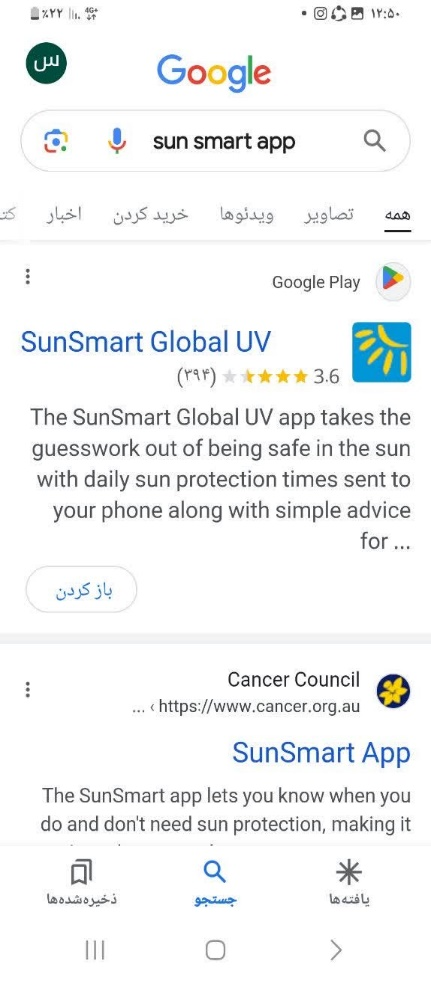 ٪۲۲ 4G+ ۱۲:۵۰
س
Google
sun smart app
همه تصاویر ویدئوها خرید کردن اخبار کتا
Google Play
SunSmart Global UV
3.6 (۳۹۴)
The SunSmart Global UV app takes the
guesswork out of being safe in the sun
with daily sun protection times sent to
your phone along with simple advice
for ...
باز کردن
Cancer Council
https://www.cancer.org.au › ...
SunSmart App
The SunSmart app lets you know when you
do and don't need sun protection, making it
یافته‌ها جستجو ذخیره‌شده‌ها